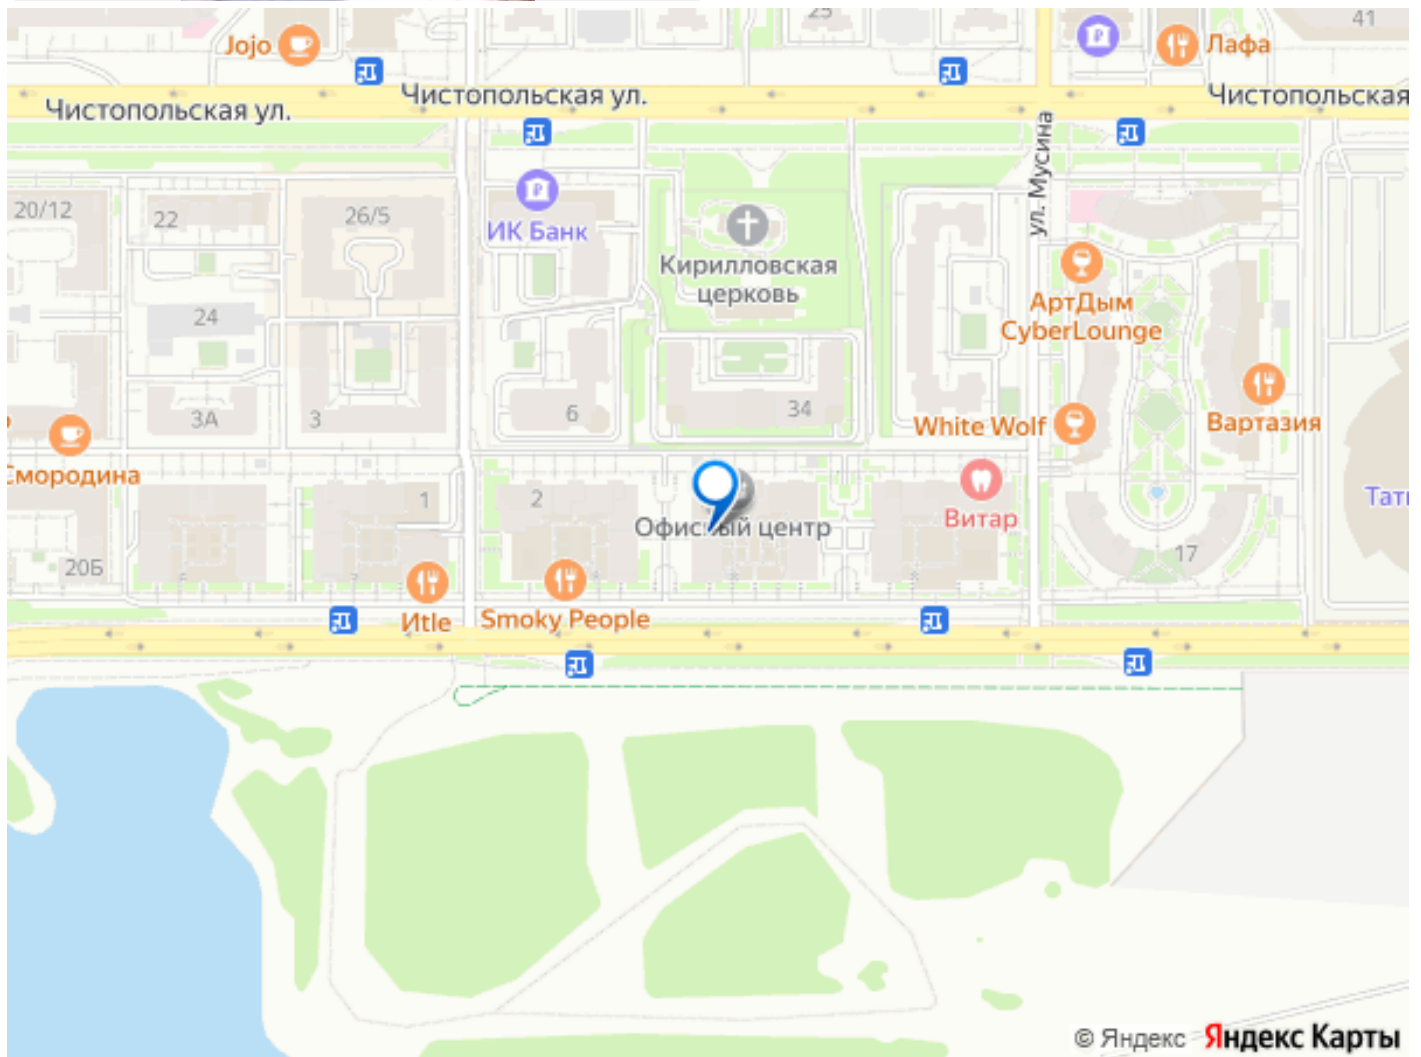 25
41
Jojo
Лафа
Чистопольская ул.
Чистопольская ул.
Чистопольская
ул. Мусина
20/12
22
26/5
ИК Банк
Кирилловская
церковь
АртДым
CyberLounge
24
3А
3
6
34
White Wolf
Вартазия
Смородина
1
2
Офисный центр
Витар
Тат
20Б
17
Итle
Smoky People
© Яндекс Яндекс Карты